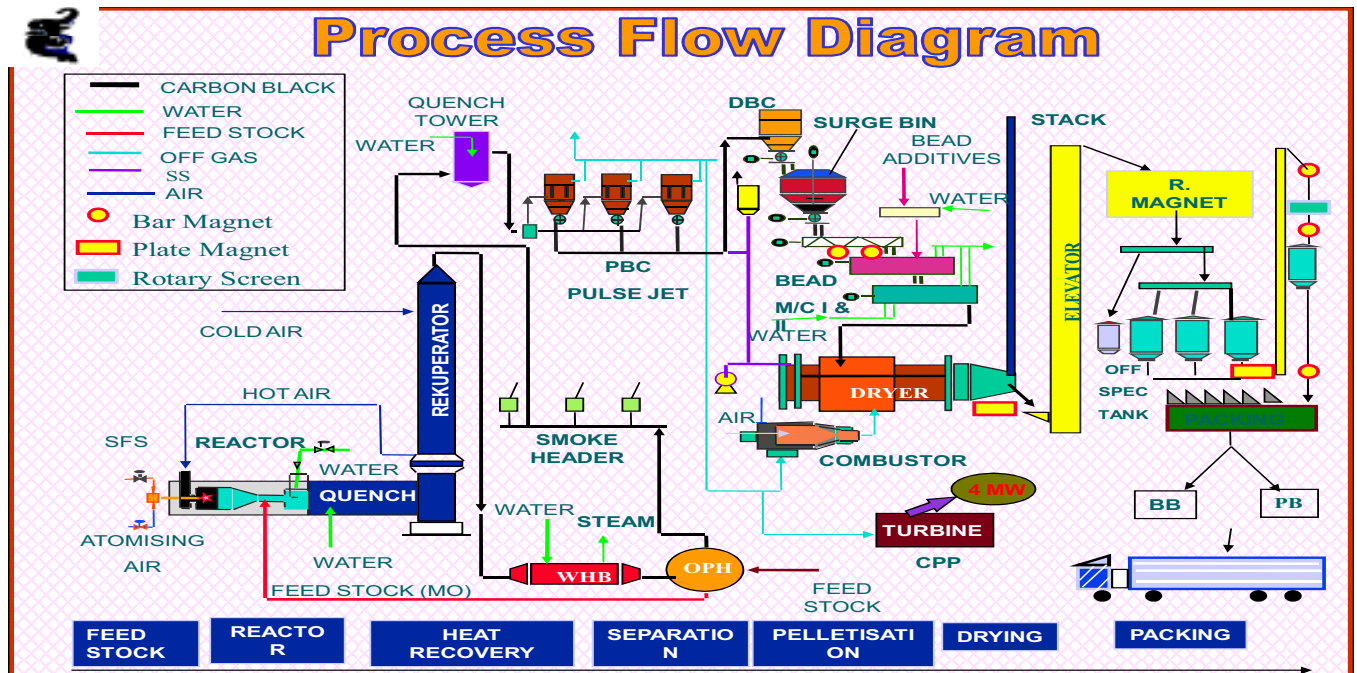 Process Flow Diagram
CARBON BLACK
WATER
FEED STOCK
OFF GAS
SS
AIR
Bar Magnet
Plate Magnet
Rotary Screen
QUENCH
TOWER
WATER
DBC
SURGE BIN
BEAD
ADDITIVES
WATER
STACK
R.
MAGNET
ELEVATOR
PBC
PULSE JET
BEAD
M/C I &
II
WATER
COLD AIR
REKUPERATOR
HOT AIR
SFS
REACTOR
WATER
QUENCH
ATOMISING
AIR
WATER
FEED STOCK (MO)
SMOKE
HEADER
WATER
STEAM
WHB
OPH
FEED
STOCK
DRYER
AIR
COMBUSTOR
4 MW
TURBINE
CPP
OFF
SPEC
TANK
PACKING
BB
PB
FEED
STOCK
REACTO
R
HEAT
RECOVERY
SEPARATIO
N
PELLETISATI
ON
DRYING
PACKING